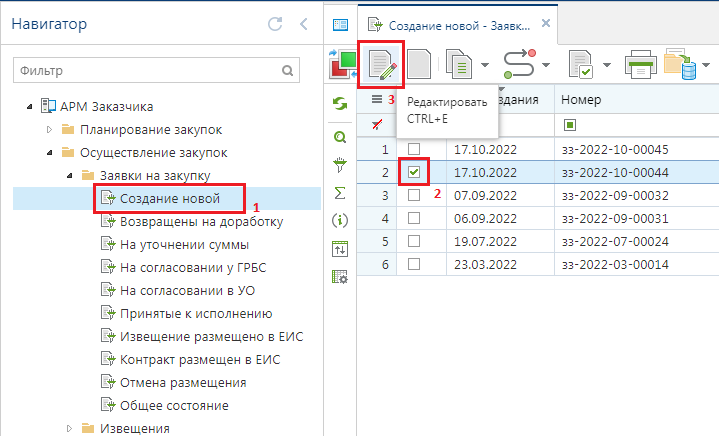 Навигатор
Фильтр
АРМ Заказчика
Планирование закупок
Осуществление закупок
Заявки на закупку
Создание новой
1
Возвращены на доработку
На уточнении суммы
На согласовании у ГРБС
На согласовании в УО
Принятые к исполнению
Извещение размещено в ЕИС
Контракт размещен в ЕИС
Отмена размещения
Общее состояние
Извещения
Создание новой - Заявк...
3
Редактировать
CTRL+E
здания
Номер
1 17.10.2022 зз-2022-10-00045
2 17.10.2022 зз-2022-10-00044
2
3 07.09.2022 зз-2022-09-00032
4 06.09.2022 зз-2022-09-00031
5 19.07.2022 зз-2022-07-00024
6 23.03.2022 зз-2022-03-00014